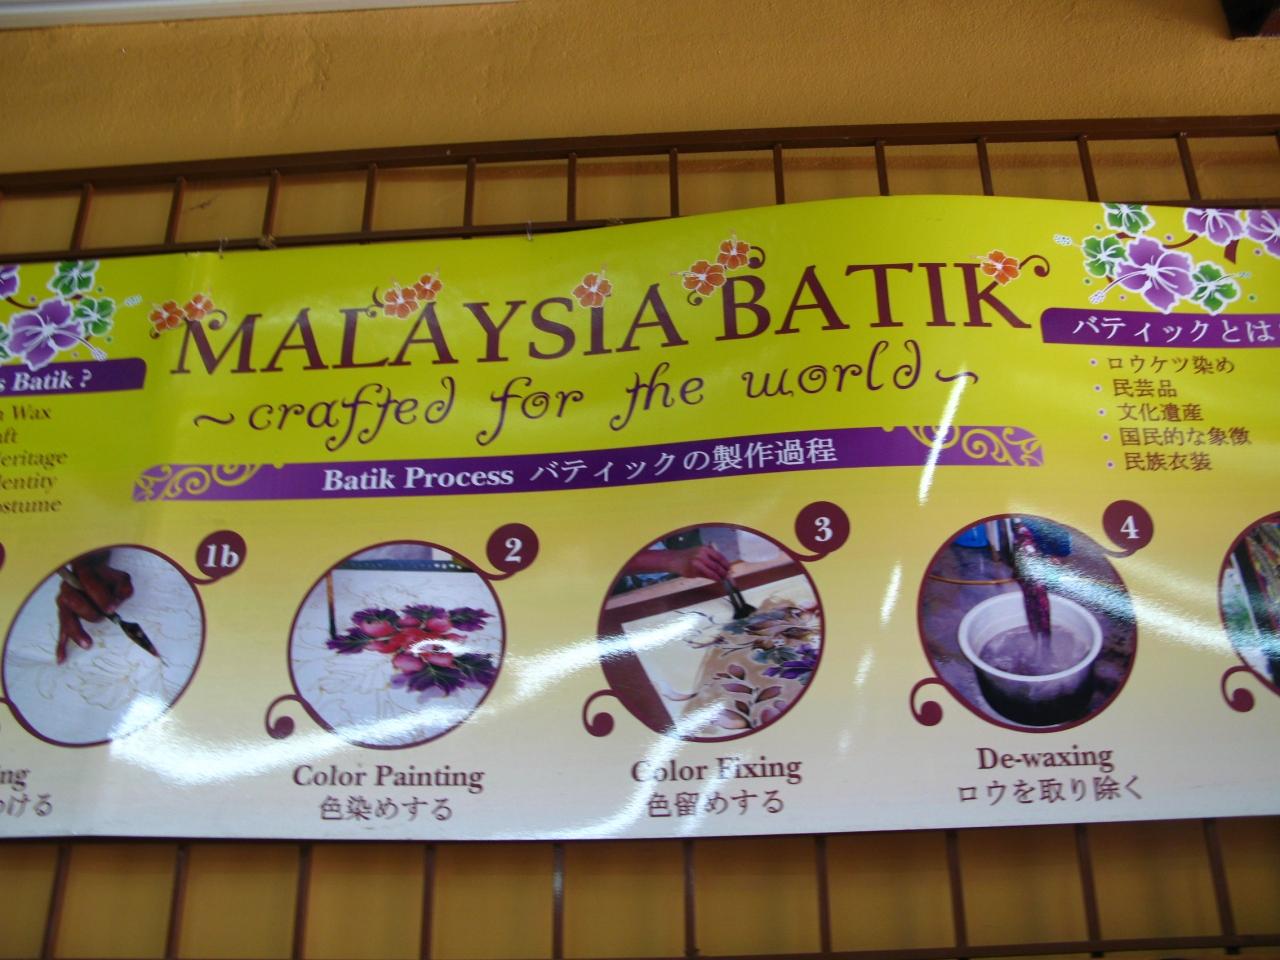 MALAYSIA BATIK
~crafted for the world~
s Batik ?
Wax
Batik Process バティックの製作過程
バティックとは
・ロウケツ染め
・民芸品
・文化遺産
・国民的な象徴
・民族衣装
1b
2
3
4
Color Painting
色染めする
Color Fixing
色留めする
De-waxing
ロウを取り除く